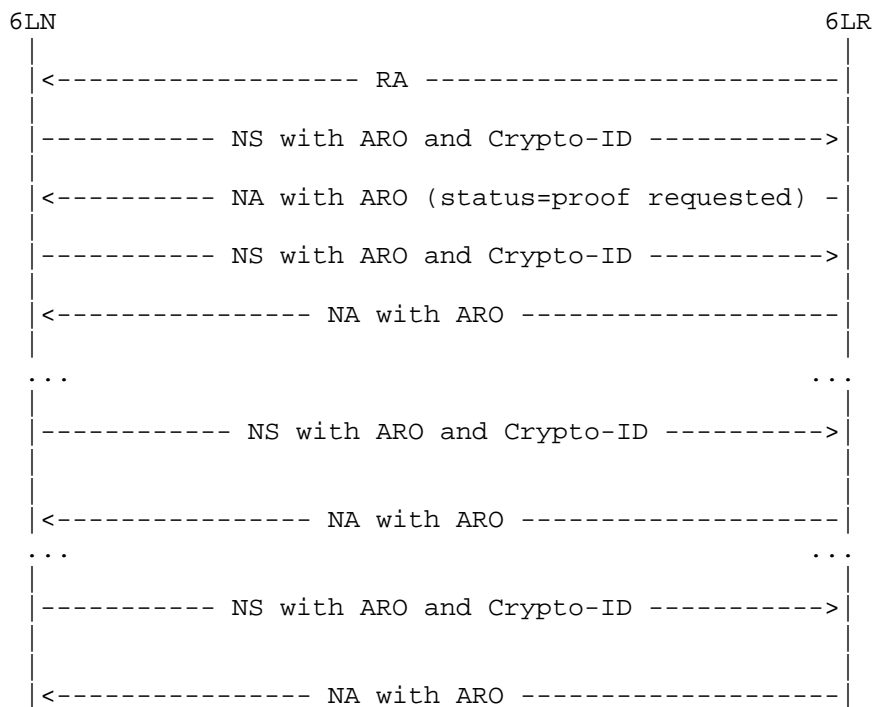 6LN 6LR
|<------------------- RA --------------------------|
|----------- NS with ARO and Crypto-ID ----------->|
|<---------- NA with ARO (status=proof requested) -|
|----------- NS with ARO and Crypto-ID ----------->|
|<---------------- NA with ARO --------------------|
... ...
|------------ NS with ARO and Crypto-ID ---------->|
|<---------------- NA with ARO --------------------|
... ...
|----------- NS with ARO and Crypto-ID ----------->|
|<---------------- NA with ARO --------------------|